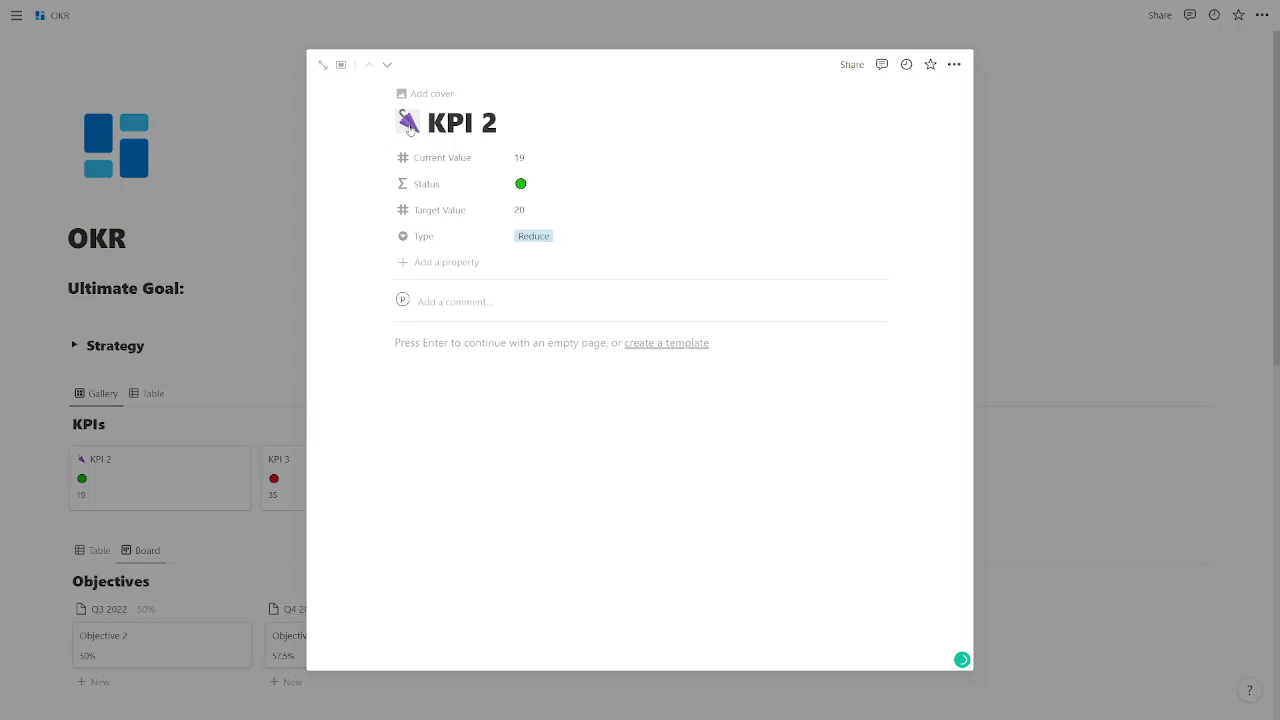 OKR
Share
Share
Add cover
KPI 2
Current Value 19
Status
Target Value 20
Type Reduce
Add a property
P Add a comment...
Press Enter to continue with an empty page, or create a template
OKR
Ultimate Goal:
Strategy
Gallery Table
KPIs
KPI 2
19
KPI 3
35
Table Board
Objectives
Q3 2022 50%
Objective 2
50%
New
Q4
57.5%
New
?